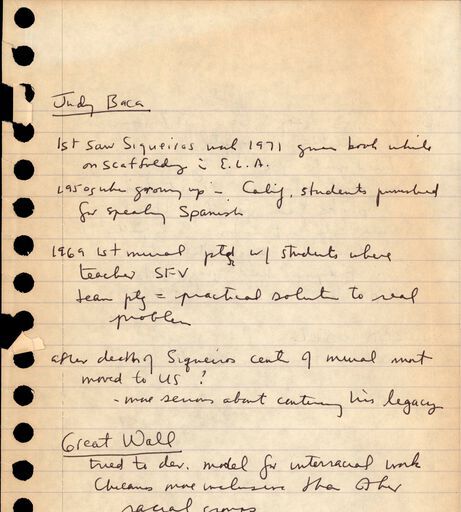 Judy Baca
1st saw Siqueiros work 1971 given book while
on scaffolding in E.L.A.
1950s when growing up in Calif, students punished
for speaking Spanish
1969 1st mural ptg w/ students where
teacher SFV
team ptg = practical solution to real
problem
after death of Siqueiros center of mural mvmt
moved to US?
- more serious about continuing his legacy
Great Wall
tried to dev. model for interracial work
Chicanos more inclusive than other
racial groups